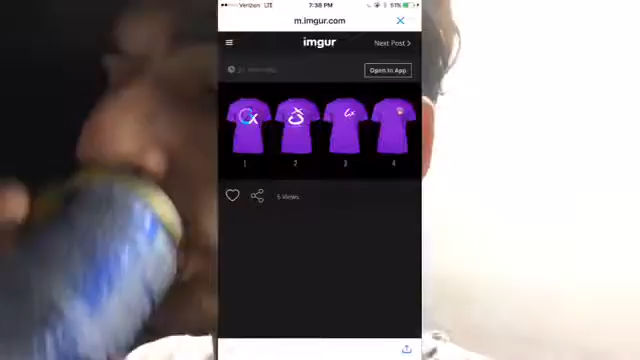 Verizon LTE 7:38 PM 51%
m.imgur.com
imgur
Next Post >
Open In App
Gx
1 2 3 4
5 Views